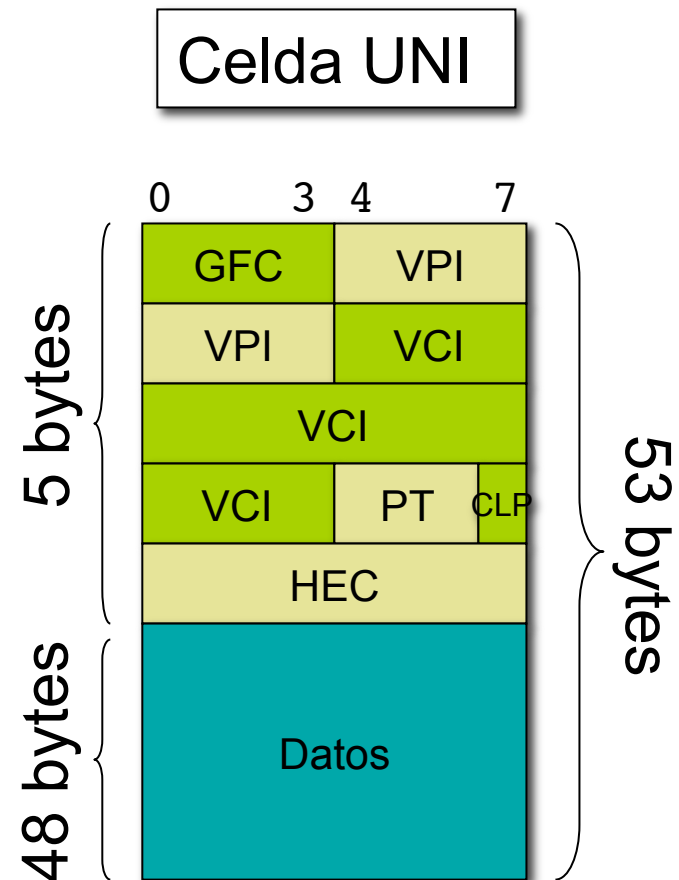 Celda UNI
0 3 4 7
GFC VPI
VPI VCI
VCI
VCI PT CLP
HEC
Datos
5 bytes
48 bytes
53 bytes